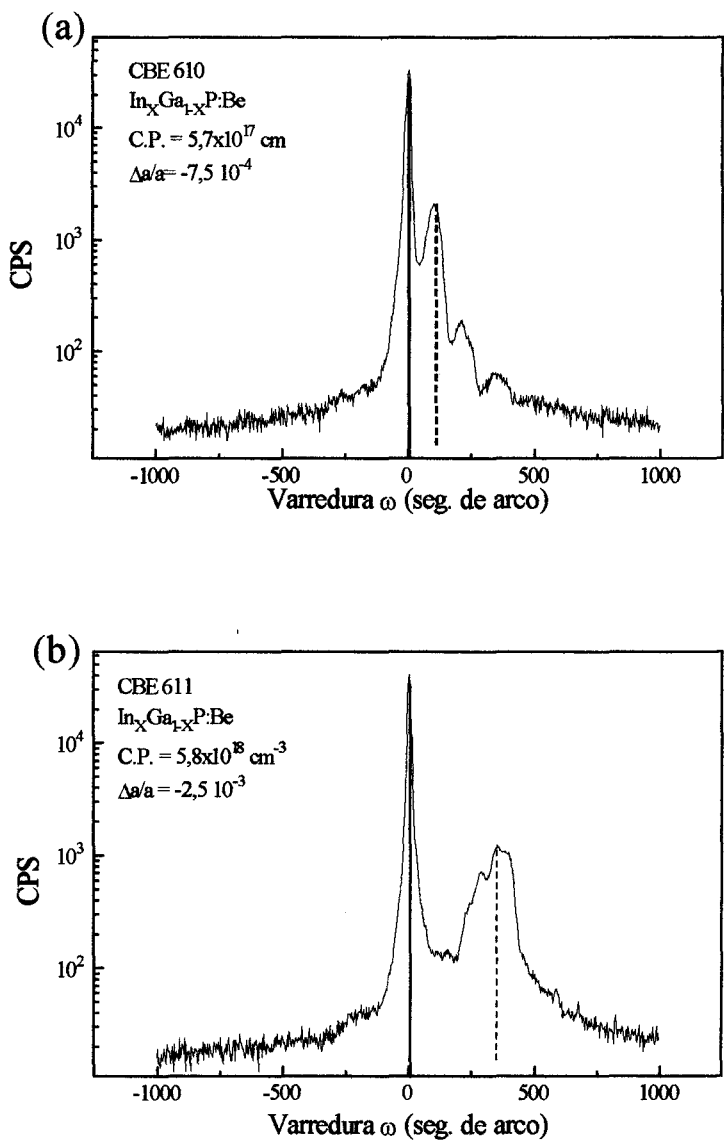 (a)
CBE 610
InXGa1-XP:Be
C.P. = 5,7x10^17 cm
Δa/a= -7,5 10^-4
10^4
10^3
10^2
CPS
-1000 -500 0 500 1000
Varredura ω (seg. de arco)
(b)
CBE 611
InXGa1-XP:Be
C.P. = 5,8x10^18 cm^-3
Δa/a = -2,5 10^-3
10^4
10^3
10^2
CPS
-1000 -500 0 500 1000
Varredura ω (seg. de arco)